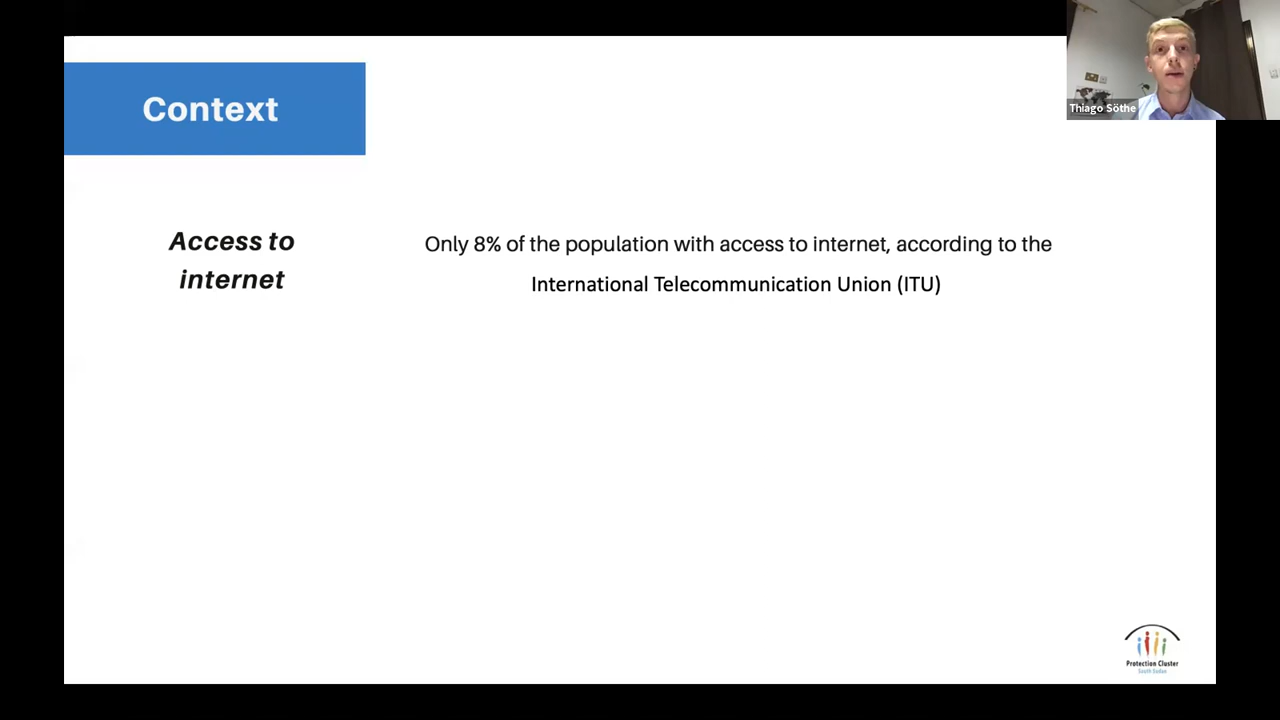 Context
Thiago Söthe
Access to
internet
Only 8% of the population with access to internet, according to the
International Telecommunication Union (ITU)
Protection Cluster
South Sudan